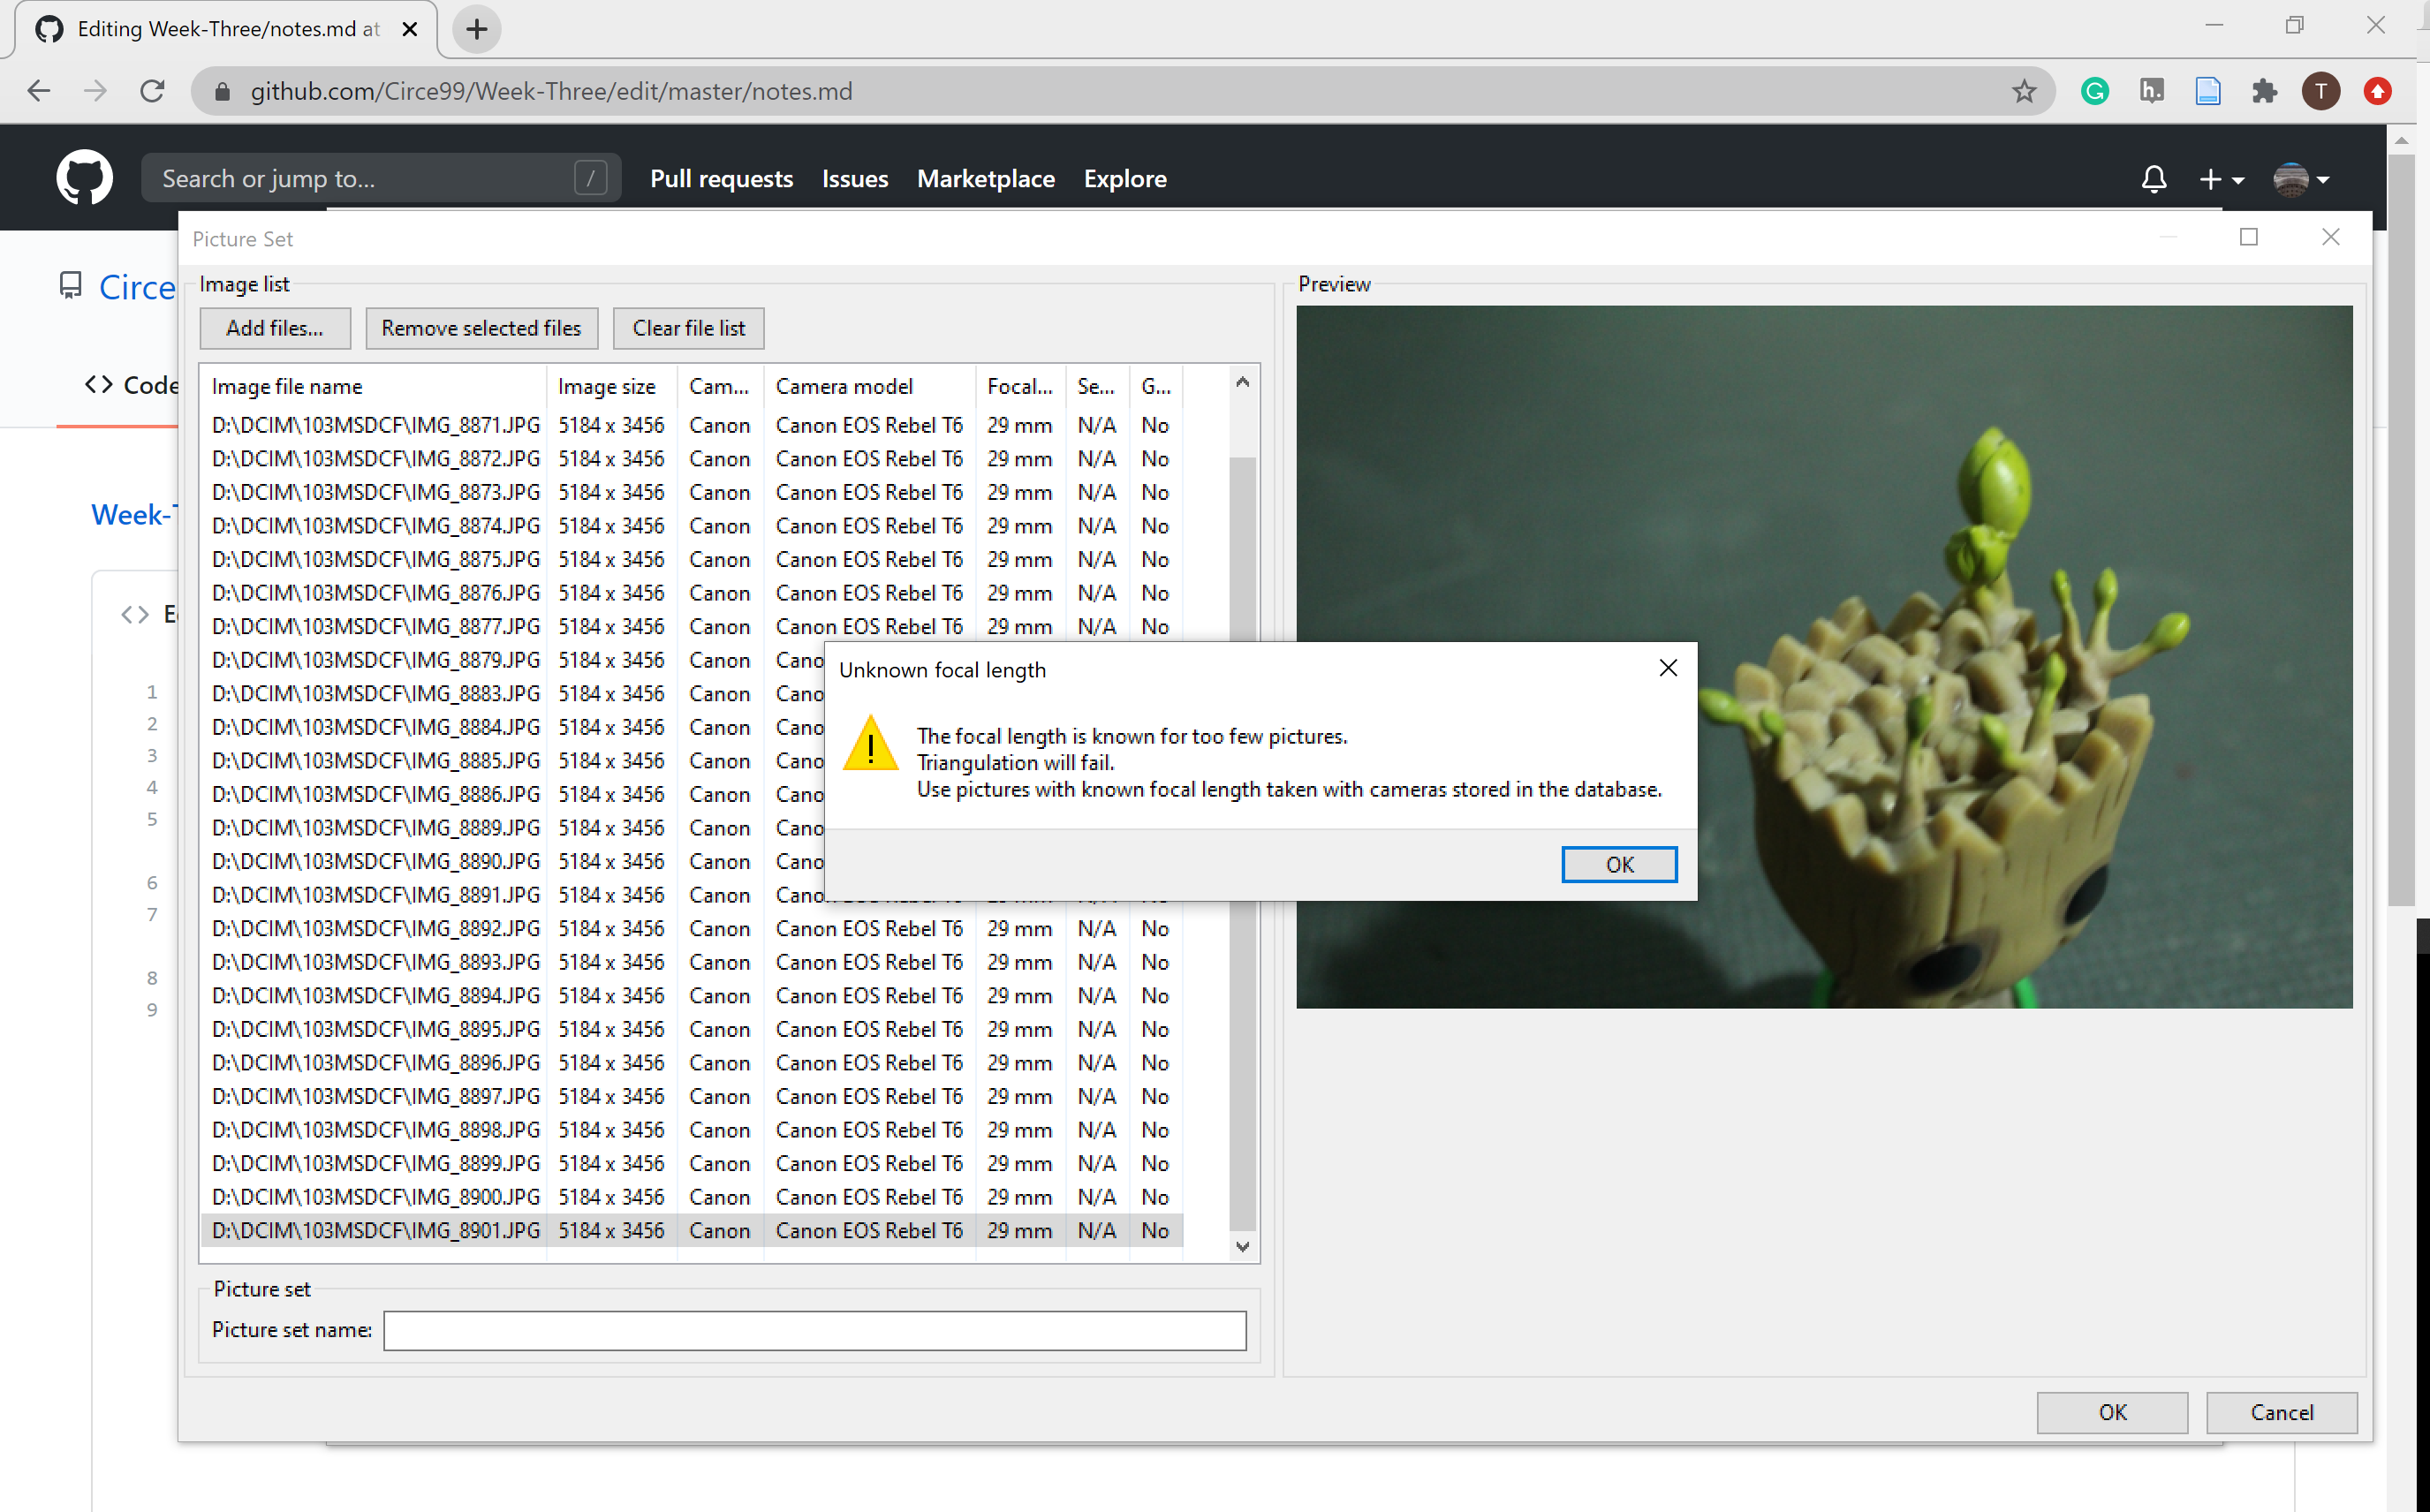 Editing Week-Three/notes.md at
github.com/Circe99/Week-Three/edit/master/notes.md
h.
T
Search or jump to...
/
Pull requests
Issues
Marketplace
Explore
Circe
Code
Week-T
1
2
3
4
5
6
7
8
9
Picture Set
Image list
Add files...
Remove selected files
Clear file list
Image file name Image size Cam... Camera model Focal... Se... G...
D:\DCIM\103MSDCF\IMG_8871.JPG 5184 x 3456 Canon Canon EOS Rebel T6 29 mm N/A No
D:\DCIM\103MSDCF\IMG_8872.JPG 5184 x 3456 Canon Canon EOS Rebel T6 29 mm N/A No
D:\DCIM\103MSDCF\IMG_8873.JPG 5184 x 3456 Canon Canon EOS Rebel T6 29 mm N/A No
D:\DCIM\103MSDCF\IMG_8874.JPG 5184 x 3456 Canon Canon EOS Rebel T6 29 mm N/A No
D:\DCIM\103MSDCF\IMG_8875.JPG 5184 x 3456 Canon Canon EOS Rebel T6 29 mm N/A No
D:\DCIM\103MSDCF\IMG_8876.JPG 5184 x 3456 Canon Canon EOS Rebel T6 29 mm N/A No
D:\DCIM\103MSDCF\IMG_8877.JPG 5184 x 3456 Canon Canon EOS Rebel T6 29 mm N/A No
D:\DCIM\103MSDCF\IMG_8879.JPG 5184 x 3456 Canon Cano
D:\DCIM\103MSDCF\IMG_8883.JPG 5184 x 3456 Canon Cano
D:\DCIM\103MSDCF\IMG_8884.JPG 5184 x 3456 Canon Cano
D:\DCIM\103MSDCF\IMG_8885.JPG 5184 x 3456 Canon Cano
D:\DCIM\103MSDCF\IMG_8886.JPG 5184 x 3456 Canon Cano
D:\DCIM\103MSDCF\IMG_8889.JPG 5184 x 3456 Canon Cano
D:\DCIM\103MSDCF\IMG_8890.JPG 5184 x 3456 Canon Cano
D:\DCIM\103MSDCF\IMG_8891.JPG 5184 x 3456 Canon Cano
D:\DCIM\103MSDCF\IMG_8892.JPG 5184 x 3456 Canon Canon EOS Rebel T6 29 mm N/A No
D:\DCIM\103MSDCF\IMG_8893.JPG 5184 x 3456 Canon Canon EOS Rebel T6 29 mm N/A No
D:\DCIM\103MSDCF\IMG_8894.JPG 5184 x 3456 Canon Canon EOS Rebel T6 29 mm N/A No
D:\DCIM\103MSDCF\IMG_8895.JPG 5184 x 3456 Canon Canon EOS Rebel T6 29 mm N/A No
D:\DCIM\103MSDCF\IMG_8896.JPG 5184 x 3456 Canon Canon EOS Rebel T6 29 mm N/A No
D:\DCIM\103MSDCF\IMG_8897.JPG 5184 x 3456 Canon Canon EOS Rebel T6 29 mm N/A No
D:\DCIM\103MSDCF\IMG_8898.JPG 5184 x 3456 Canon Canon EOS Rebel T6 29 mm N/A No
D:\DCIM\103MSDCF\IMG_8899.JPG 5184 x 3456 Canon Canon EOS Rebel T6 29 mm N/A No
D:\DCIM\103MSDCF\IMG_8900.JPG 5184 x 3456 Canon Canon EOS Rebel T6 29 mm N/A No
D:\DCIM\103MSDCF\IMG_8901.JPG 5184 x 3456 Canon Canon EOS Rebel T6 29 mm N/A No
Picture set
Picture set name:
Preview
Unknown focal length
The focal length is known for too few pictures.
Triangulation will fail.
Use pictures with known focal length taken with cameras stored in the database.
OK
OK
Cancel